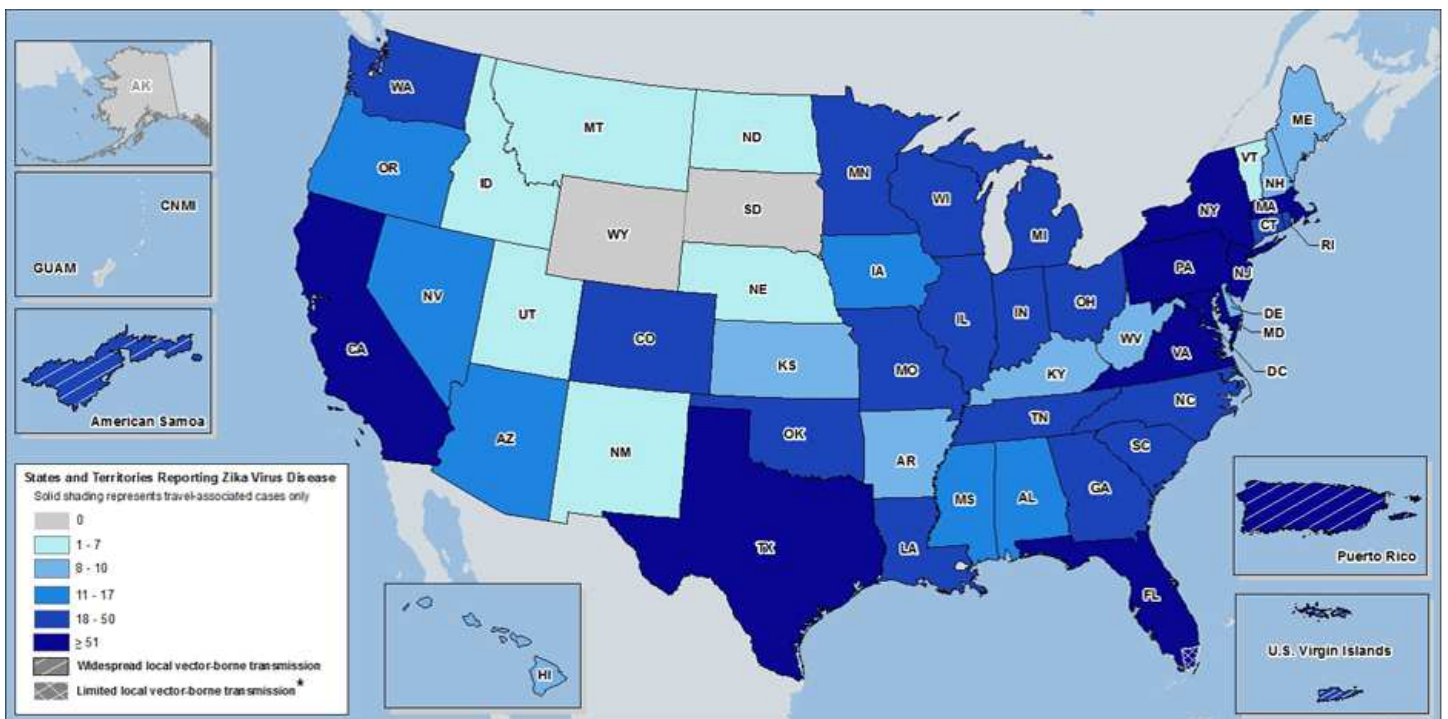 AK
CNMI
GUAM
American Samoa
States and Territories Reporting Zika Virus Disease
Solid shading represents travel-associated cases only
0
1 - 7
8 - 10
11 - 17
18 - 50
≥ 51
Widespread local vector-borne transmission
Limited local vector-borne transmission*
WA
MT
ND
MN
ME
VT
NH
OR
ID
SD
WI
NY
MA
CT
RI
WY
MI
IA
PA
NJ
NV
NE
UT
IL
IN
OH
DE
MD
CA
CO
KS
MO
WV
VA
DC
KY
NC
TN
AZ
NM
OK
AR
SC
MS
AL
GA
TX
LA
FL
HI
Puerto Rico
U.S. Virgin Islands